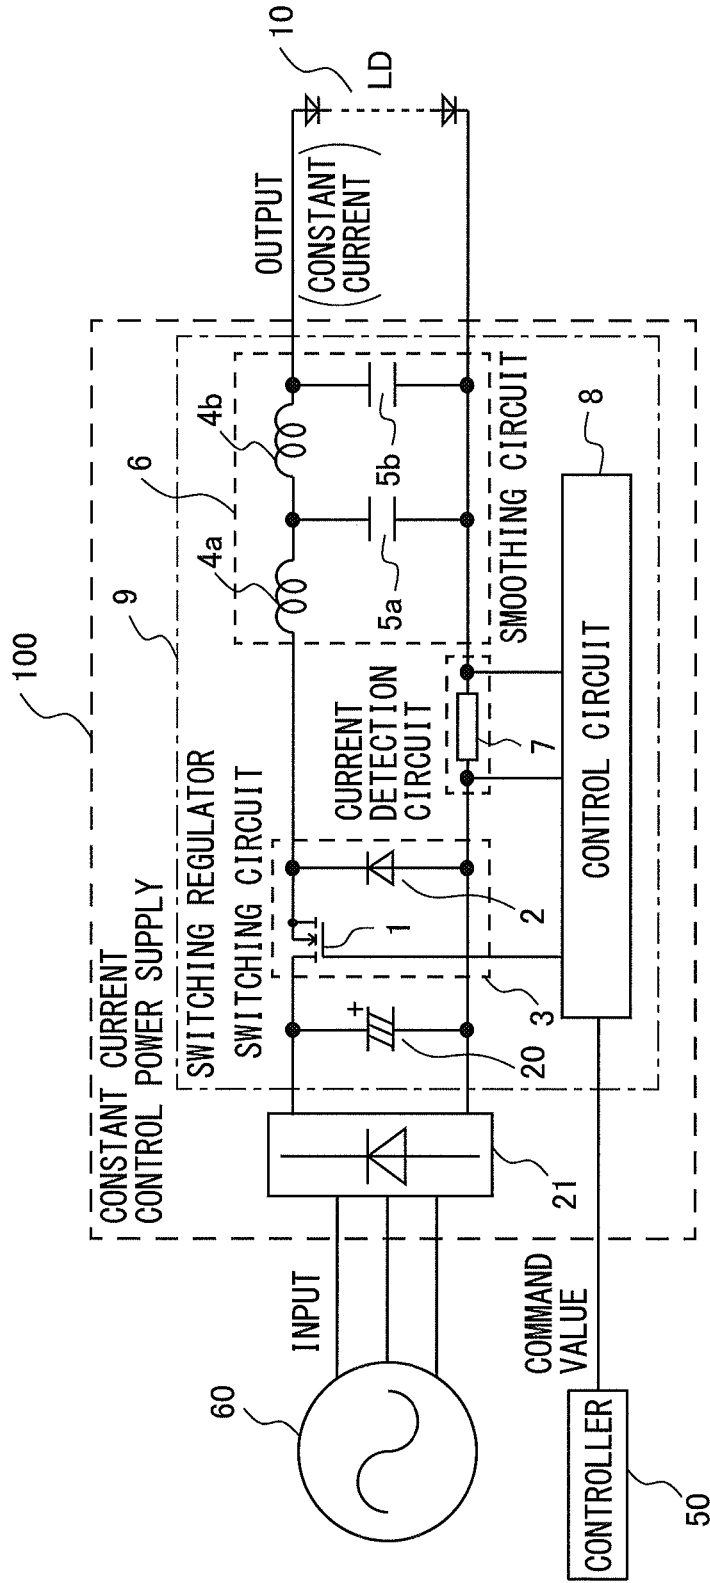 100
CONSTANT CURRENT
CONTROL POWER SUPPLY
9
SWITCHING REGULATOR
SWITCHING CIRCUIT
6
4a
4b
OUTPUT
(CONSTANT
CURRENT)
10
LD
60
INPUT
+
20
1
2
3
21
CURRENT
DETECTION
CIRCUIT
7
5a
5b
SMOOTHING CIRCUIT
8
CONTROL CIRCUIT
COMMAND
VALUE
CONTROLLER
50